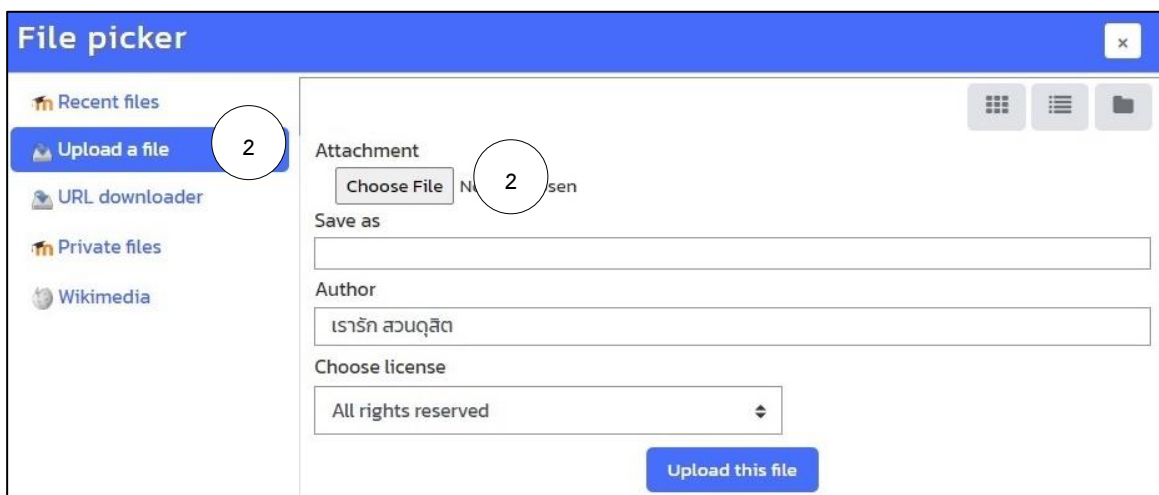 File picker
×
Recent files
Upload a file
2
URL downloader
Private files
Wikimedia
Attachment
Choose File
2
sen
Save as
Author
เรารัก สวนดุสิต
Choose license
All rights reserved
Upload this file